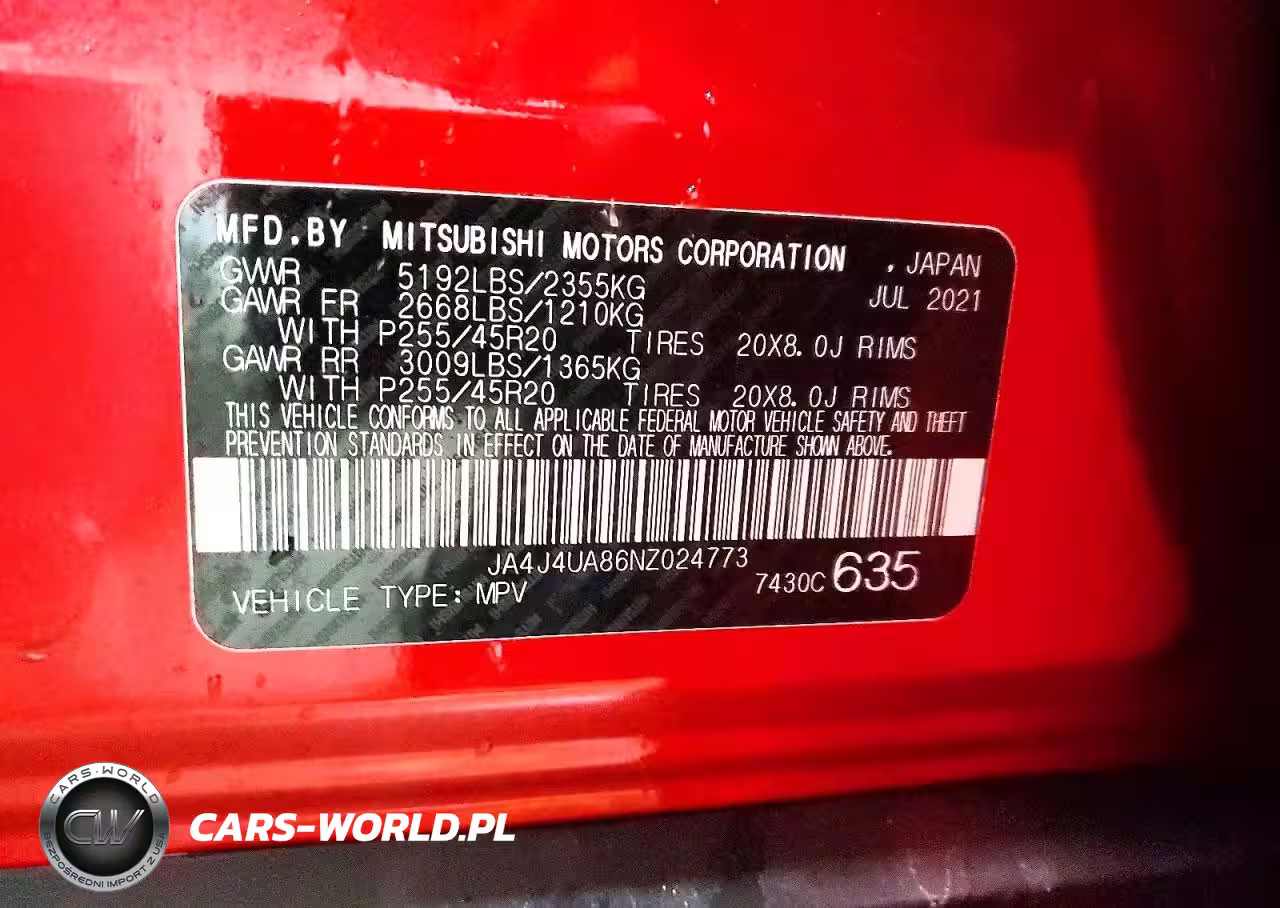 MFD.BY MITSUBISHI MOTORS CORPORATION , JAPAN
GVWR 5192LBS/2355KG JUL 2021
GAWR FR 2668LBS/1210KG
WITH P255/45R20 TIRES 20X8.0J RIMS
GAWR RR 3009LBS/1365KG
WITH P255/45R20 TIRES 20X8.0J RIMS
THIS VEHICLE CONFORMS TO ALL APPLICABLE FEDERAL MOTOR VEHICLE SAFETY AND THEFT
PREVENTION STANDARDS IN EFFECT ON THE DATE OF MANUFACTURE SHOWN ABOVE.
JA4J4UA86NZ024773
VEHICLE TYPE: MPV 7430C 635
CARS-WORLD
CW
BEZPOŚREDNI IMPORT Z USA
CARS-WORLD.PL